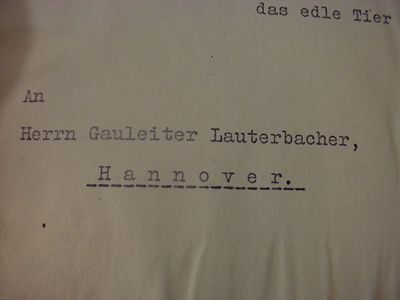 das edle Tier
An
Herrn Gauleiter Lauterbacher,
H a n n o v e r.